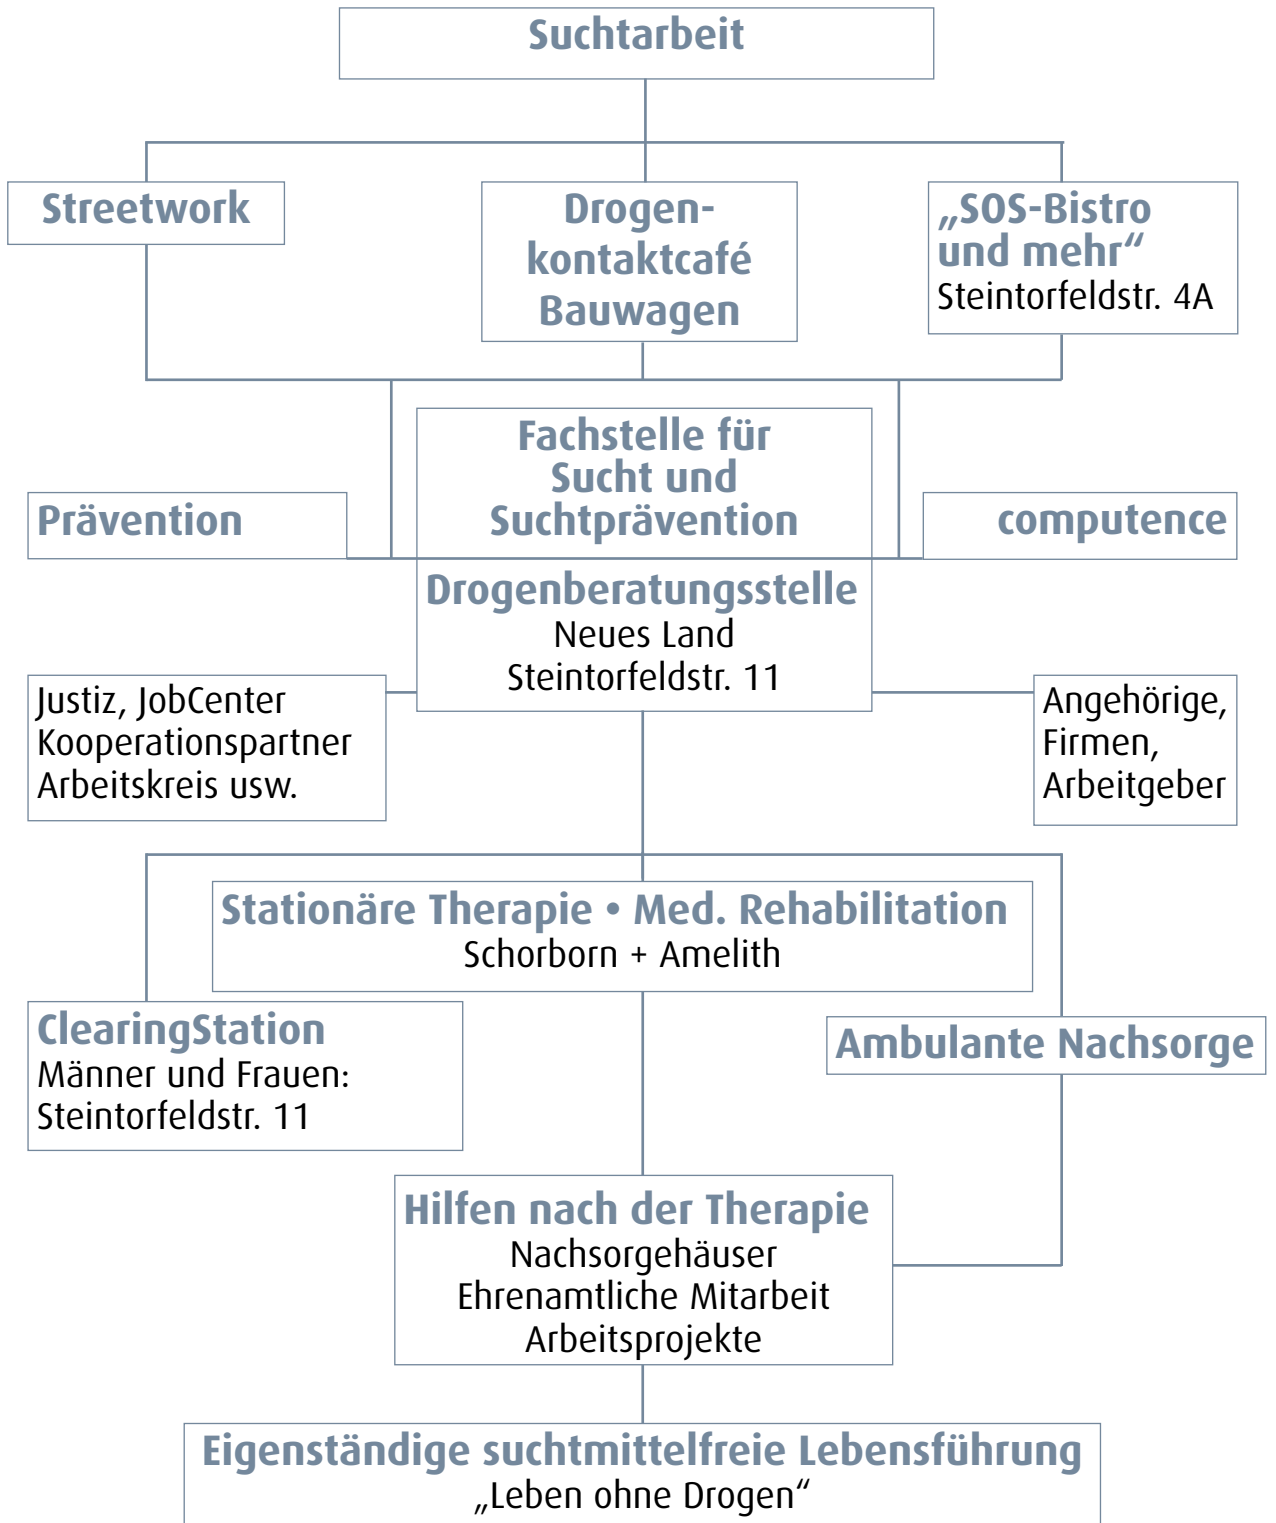 Suchtarbeit
Streetwork
Drogen-
kontaktcafé
Bauwagen
„SOS-Bistro
und mehr“
Steintorfeldstr. 4A
Fachstelle für
Sucht und
Suchtprävention
Prävention
computence
Drogenberatungsstelle
Neues Land
Steintorfeldstr. 11
Justiz, JobCenter
Kooperationspartner
Arbeitskreis usw.
Angehörige,
Firmen,
Arbeitgeber
Stationäre Therapie • Med. Rehabilitation
Schorborn + Amelith
ClearingStation
Männer und Frauen:
Steintorfeldstr. 11
Ambulante Nachsorge
Hilfen nach der Therapie
Nachsorgehäuser
Ehrenamtliche Mitarbeit
Arbeitsprojekte
Eigenständige suchtmittelfreie Lebensführung
„Leben ohne Drogen“